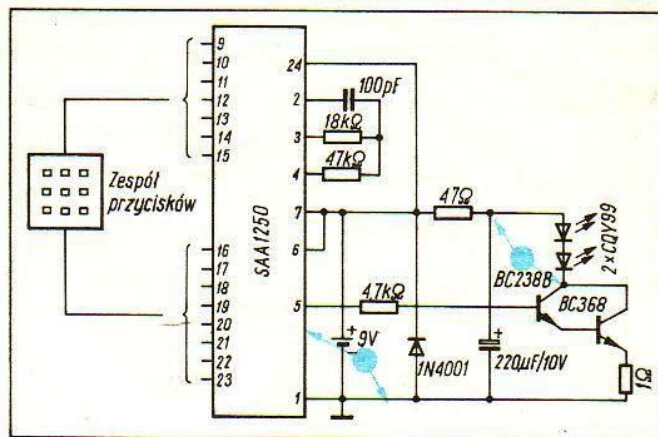 9
10
11
12
13
14
15
Zespół
przycisków
16
17
18
19
20
21
22
23
SAA1250
24
2
3
4
7
6
5
1
100pF
18kΩ
47kΩ
47Ω
4,7kΩ
+
9V
1N4001
+
220μF/10V
BC238B
BC368
2×CQY99
1Ω